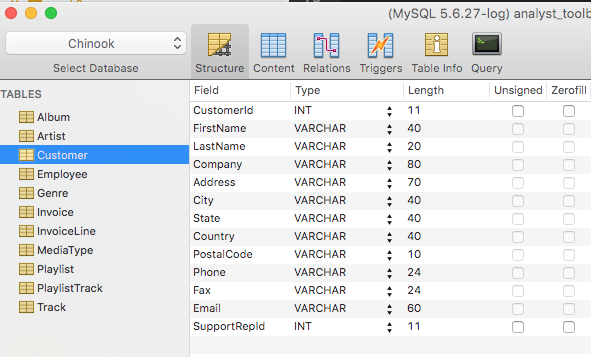 (MySQL 5.6.27-log) analyst_toolb
Chinook
Select Database
Structure Content Relations Triggers Table Info Query
TABLES
Album
Artist
Customer
Employee
Genre
Invoice
InvoiceLine
MediaType
Playlist
PlaylistTrack
Track
Field Type Length Unsigned Zerofill
CustomerId INT 11
FirstName VARCHAR 40
LastName VARCHAR 20
Company VARCHAR 80
Address VARCHAR 70
City VARCHAR 40
State VARCHAR 40
Country VARCHAR 40
PostalCode VARCHAR 10
Phone VARCHAR 24
Fax VARCHAR 24
Email VARCHAR 60
SupportRepId INT 11